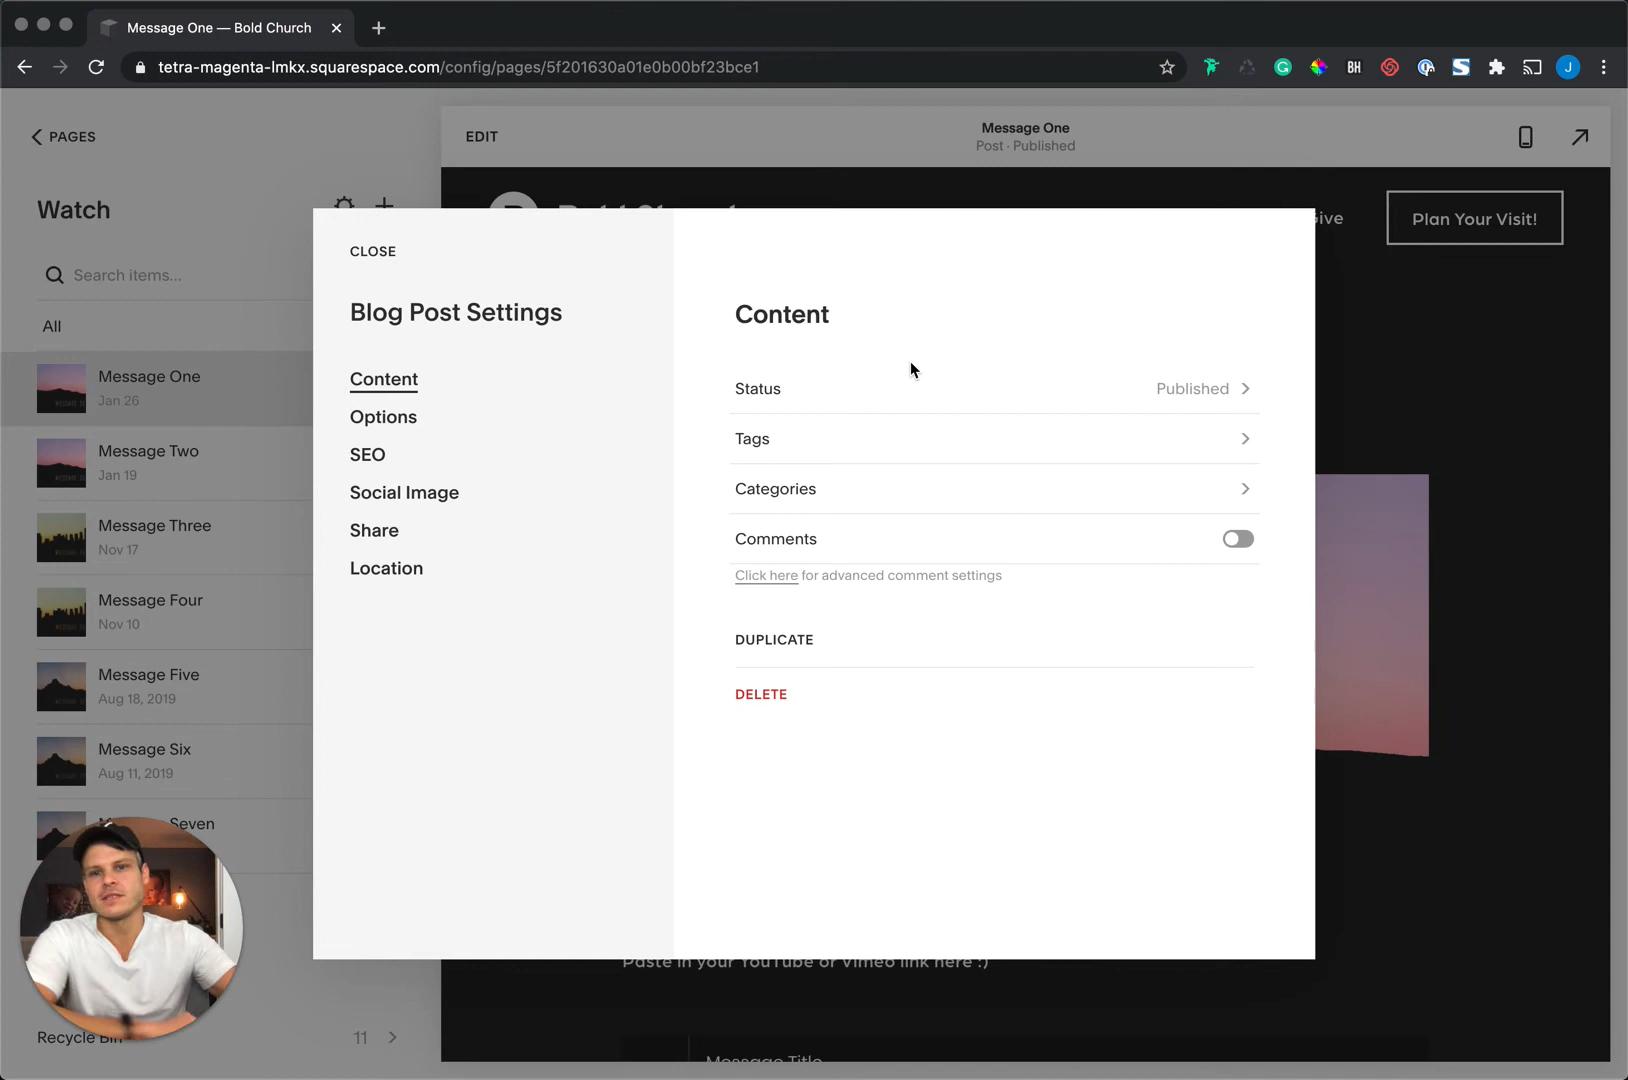 Message One — Bold Church
tetra-magenta-lmkx.squarespace.com/config/pages/5f201630a01e0b00bf23bce1
BH
J
PAGES
EDIT
Message One
Post · Published
Watch
Give
Plan Your Visit!
Search items...
All
Message One
Jan 26
Message Two
Jan 19
Message Three
Nov 17
Message Four
Nov 10
Message Five
Aug 18, 2019
Message Six
Aug 11, 2019
Seven
Recycle Bin
11
CLOSE
Blog Post Settings
Content
Options
SEO
Social Image
Share
Location
Content
Status
Published
Tags
Categories
Comments
Click here for advanced comment settings
DUPLICATE
DELETE
Paste in your YouTube or Vimeo link here :)
Message Title